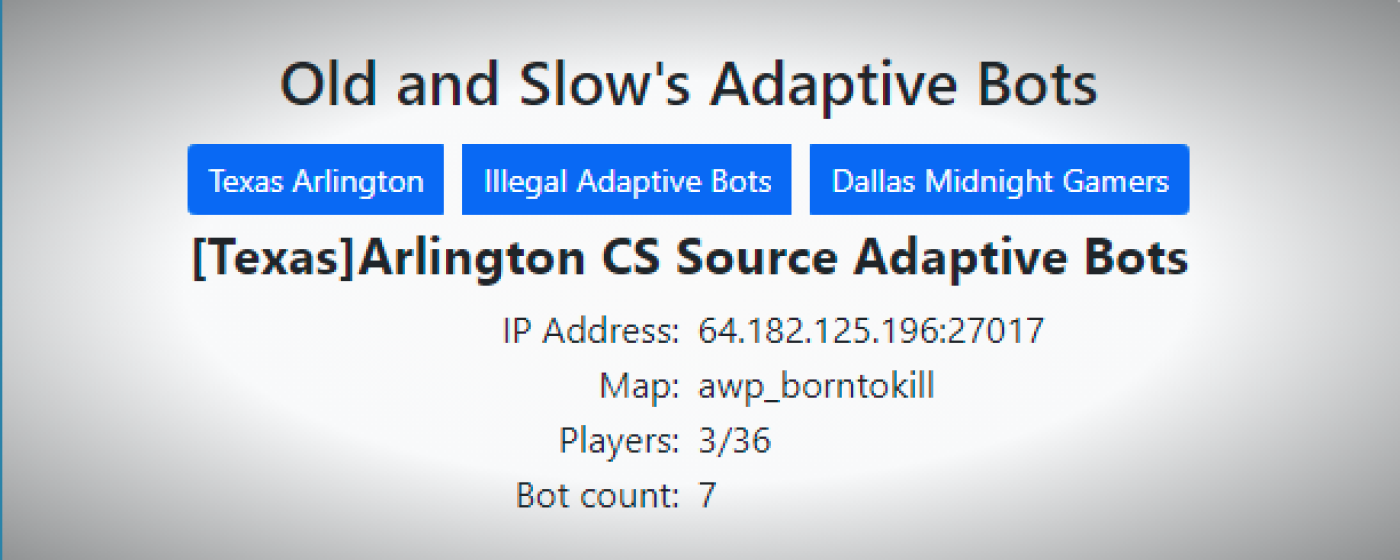 Old and Slow's Adaptive Bots
Texas Arlington Illegal Adaptive Bots Dallas Midnight Gamers
[Texas]Arlington CS Source Adaptive Bots
IP Address: 64.182.125.196:27017
Map: awp_borntokill
Players: 3/36
Bot count: 7